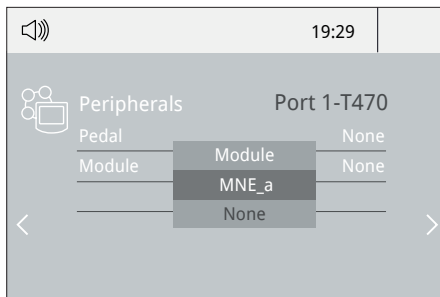 19:29
Peripherals Port 1-T470
Pedal None
Module None
Module
MNE_a
None